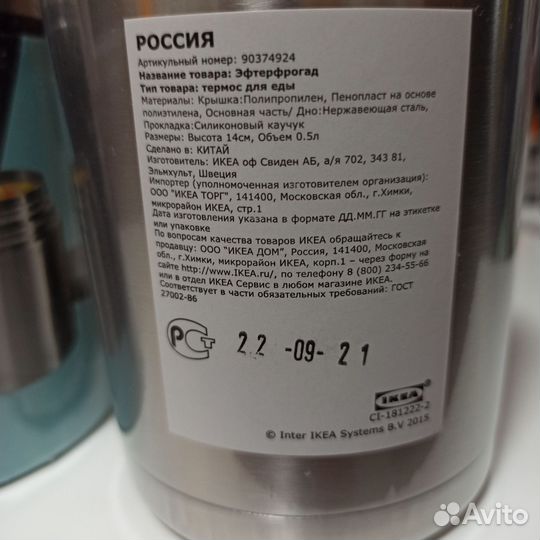 РОССИЯ
Артикульный номер: 90374924
Название товара: Эфтерфрогад
Тип товара: термос для еды
Материалы: Крышка:Полипропилен, Пенопласт на основе
полиэтилена, Основная часть/ Дно:Нержавеющая сталь,
Прокладка:Силиконовый каучук
Размеры: Высота 14см, Объем 0.5л
Сделано в: КИТАЙ
Изготовитель: ИКЕА оф Свиден АБ, а/я 702, 343 81,
Эльмхульт, Швеция
Импортер (уполномоченная изготовителем организация):
ООО "ИКЕА ТОРГ", 141400, Московская обл., г.Химки,
микрорайон ИКЕА, стр.1
Дата изготовления указана в формате ДД.ММ.ГГ на этикетке
или упаковке
По вопросам качества товаров ИКЕА обращайтесь к
продавцу: ООО "ИКЕА ДОМ", Россия, 141400, Московская
обл., г.Химки, микрорайон ИКЕА, корп.1 – через форму на
сайте http://www.IKEA.ru/, по телефону 8 (800) 234-55-66
или в отдел ИКЕА Сервис в любом магазине ИКЕА.
Соответствует в части обязательных требований: ГОСТ
27002-86
РСТ 22 -09- 21
IKEA
CI-181222-2
© Inter IKEA Systems B.V 2015
Avito